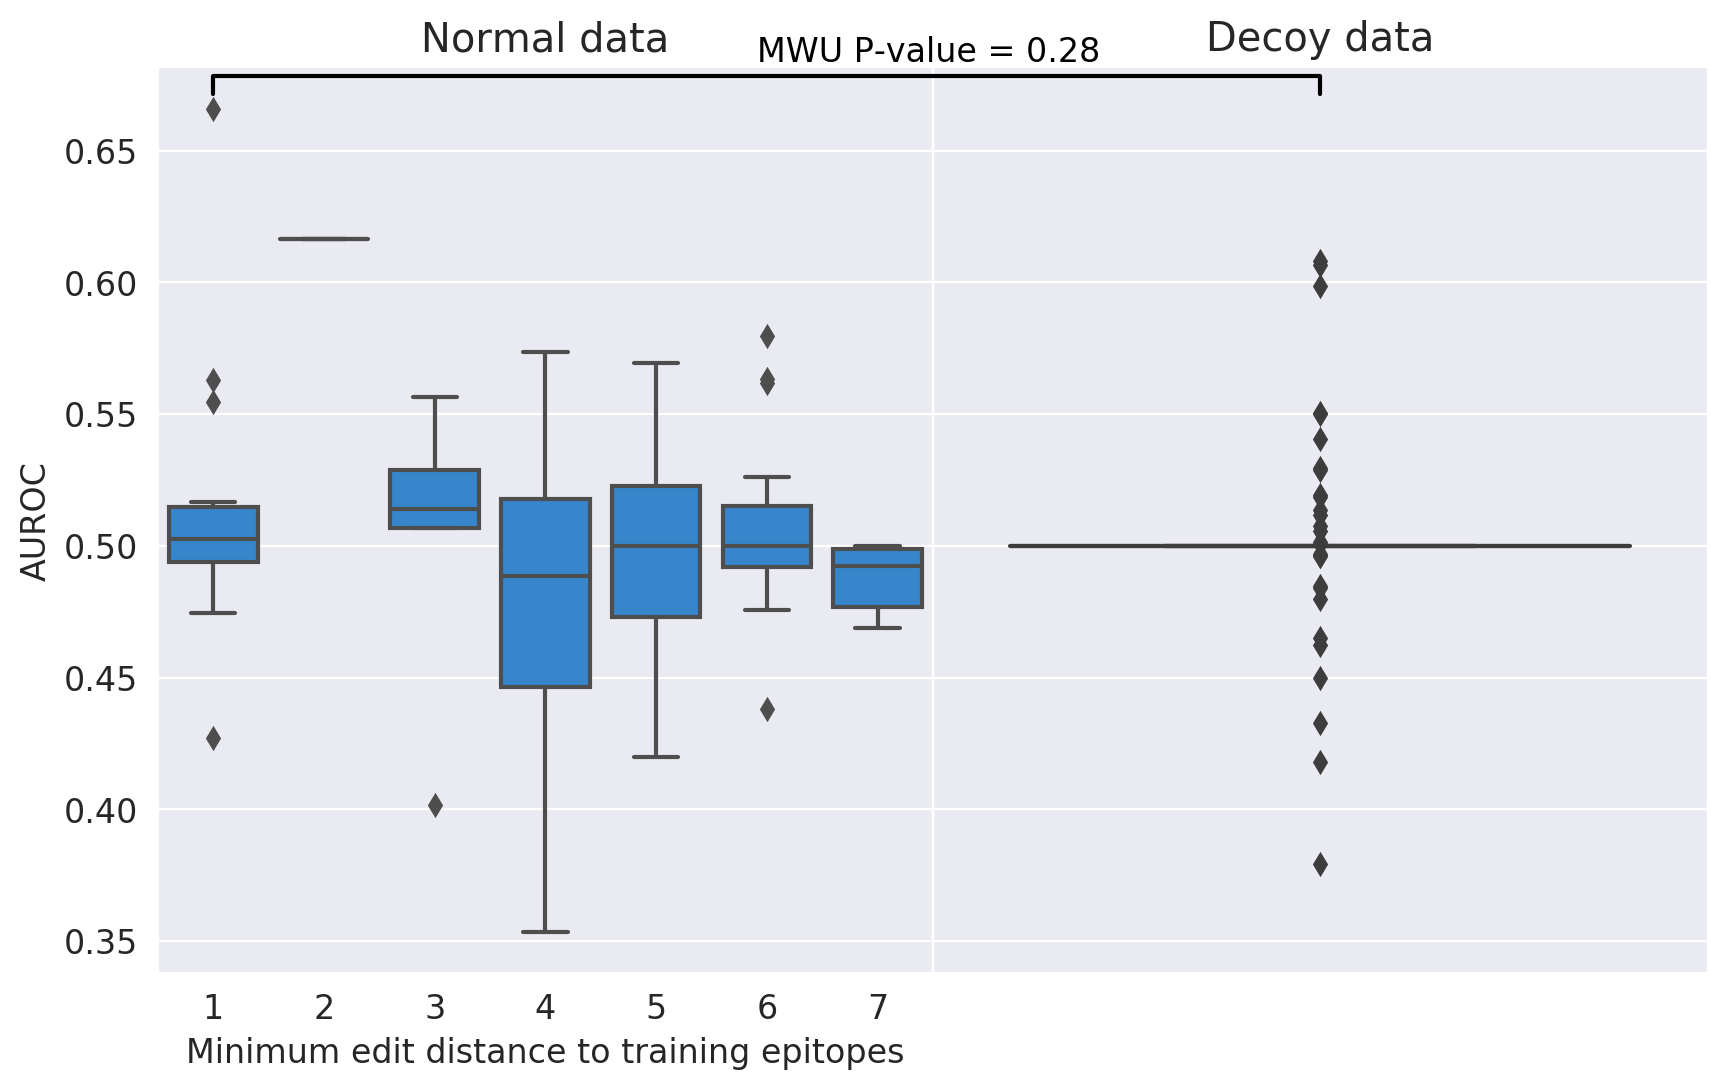 Normal data
MWU P-value = 0.28
Decoy data
AUROC
0.65
0.60
0.55
0.50
0.45
0.40
0.35
1 2 3 4 5 6 7
Minimum edit distance to training epitopes